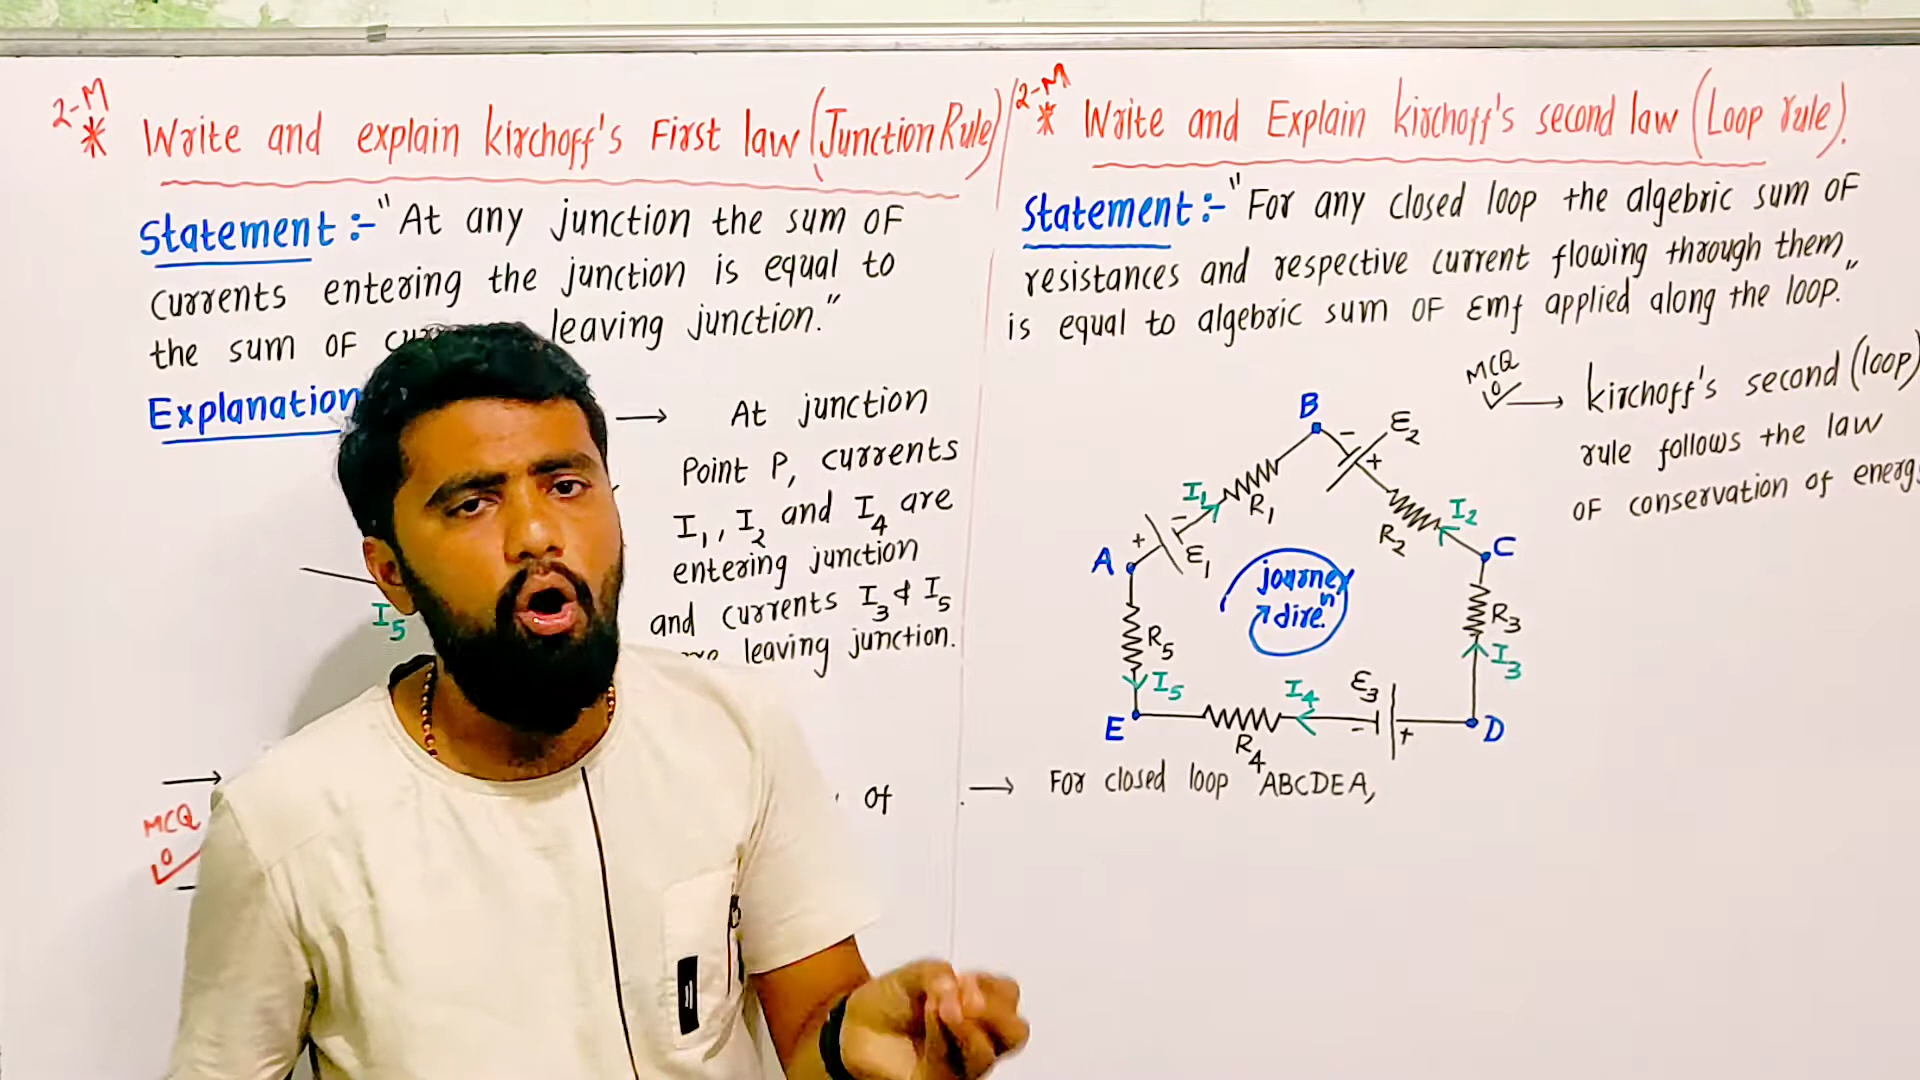 2-M
* Write and explain kirchoff's First law (Junction Rule)
Statement :- "At any junction the sum OF
currents entering the junction is equal to
the sum OF leaving junction."
Explanation
→ At junction
Point P, currents
I₁, I₂ and I₄ are
entering junction
and currents I₃ & I₅
leaving junction.
I₅
→
MCQ
of
2-M
* Write and Explain kirchoff's second law (Loop rule).
Statement :- "For any closed loop the algebric sum OF
resistances and respective current flowing through them
is equal to algebric sum OF Emf applied along the loop."
MCQ
→ kirchoff's second (loop)
rule follows the law
OF conservation of energ
B
- ε₂
+
I₁
R₁
R₂
I₂
C
A
+ -
ε₁
journey
direⁿ.
R₃
I₃
R₅
I₅
E
R₄
I₄
ε₃
- +
D
→ For closed loop ABCDEA,